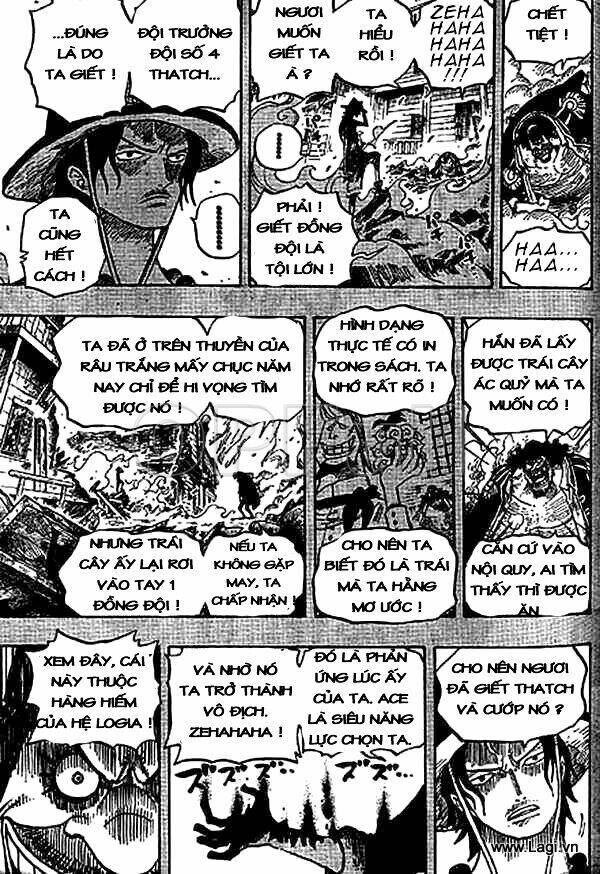 CHẾT
TIỆT !
HAA...
HAA...
ZEHA
HAHA
HAHA
HAHA
!!!
TA
HIỂU
RỒI !
NGƯƠI
MUỐN
GIẾT TA
À ?
PHẢI !
GIẾT ĐỒNG
ĐỘI LÀ
TỘI LỚN !
ĐỘI TRƯỞNG
ĐỘI SỐ 4
THATCH...
...ĐÚNG
LÀ DO
TA GIẾT !
TA
CŨNG
HẾT
CÁCH !
HẮN ĐÃ LẤY
ĐƯỢC TRÁI CÂY
ÁC QUỶ MÀ TA
MUỐN CÓ !
CĂN CỨ VÀO
NỘI QUY, AI TÌM
THẤY THÌ ĐƯỢC
ĂN
HÌNH DẠNG
THỰC TẾ CÓ IN
TRONG SÁCH. TA
NHỚ RẤT RÕ !
CHO NÊN TA
BIẾT ĐÓ LÀ TRÁI
MÀ TA HẰNG
MƠ ƯỚC !
TA ĐÃ Ở TRÊN THUYỀN CỦA
RÂU TRẮNG MẤY CHỤC NĂM
NAY CHỈ ĐỂ HI VỌNG TÌM
ĐƯỢC NÓ !
NẾU TA
KHÔNG GẶP
MAY, TA
CHẤP NHẬN !
NHƯNG TRÁI
CÂY ẤY LẠI RƠI
VÀO TAY 1
ĐỒNG ĐỘI !
CHO NÊN NGƯƠI
ĐÃ GIẾT THATCH
VÀ CƯỚP NÓ ?
ĐÓ LÀ PHẢN
ỨNG LÚC ẤY
CỦA TA. ACE
LÀ SIÊU NĂNG
LỰC CHỌN TA.
VÀ NHỜ NÓ
TA TRỞ THÀNH
VÔ ĐỊCH.
ZEHAHAHA !
ズズズ
ズズズ
XEM ĐÂY, CÁI
NÀY THUỘC
HÀNG HIẾM
CỦA HỆ LOGIA !
www.Lagi.vn